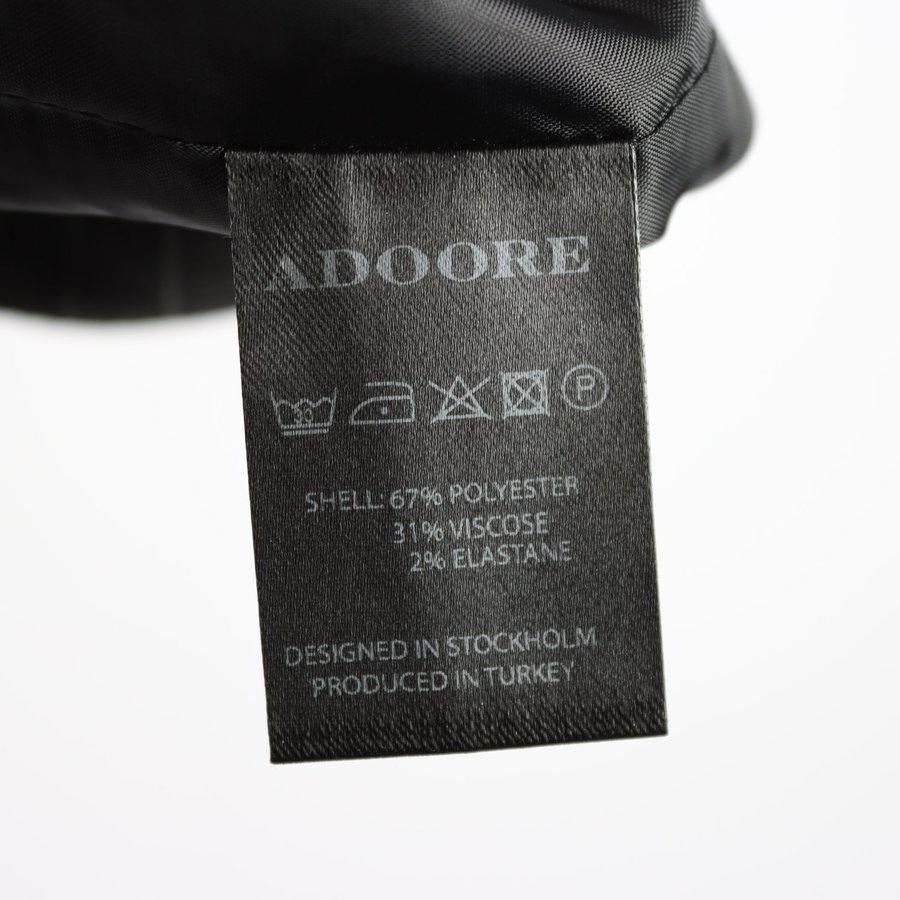 ADOORE
P
SHELL: 67% POLYESTER
31% VISCOSE
2% ELASTANE
DESIGNED IN STOCKHOLM
PRODUCED IN TURKEY